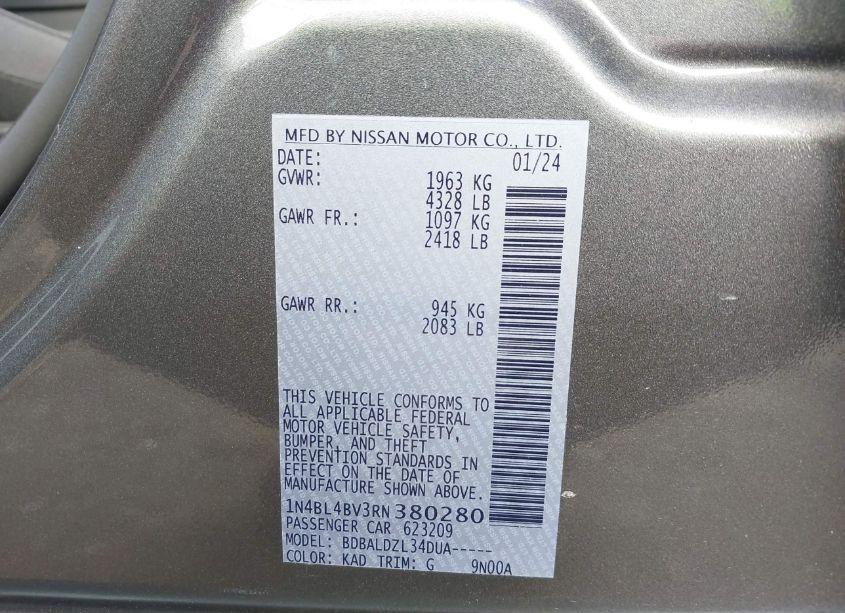 MFD BY NISSAN MOTOR CO., LTD.
DATE: 01/24
GVWR: 1963 KG
4328 LB
GAWR FR.: 1097 KG
2418 LB
GAWR RR.: 945 KG
2083 LB
THIS VEHICLE CONFORMS TO
ALL APPLICABLE FEDERAL
MOTOR VEHICLE SAFETY,
BUMPER, AND THEFT
PREVENTION STANDARDS IN
EFFECT ON THE DATE OF
MANUFACTURE SHOWN ABOVE.
1N4BL4BV3RN380280
PASSENGER CAR 623209
MODEL: BDBALDZL34DUA-----
COLOR: KAD TRIM: G 9N00A